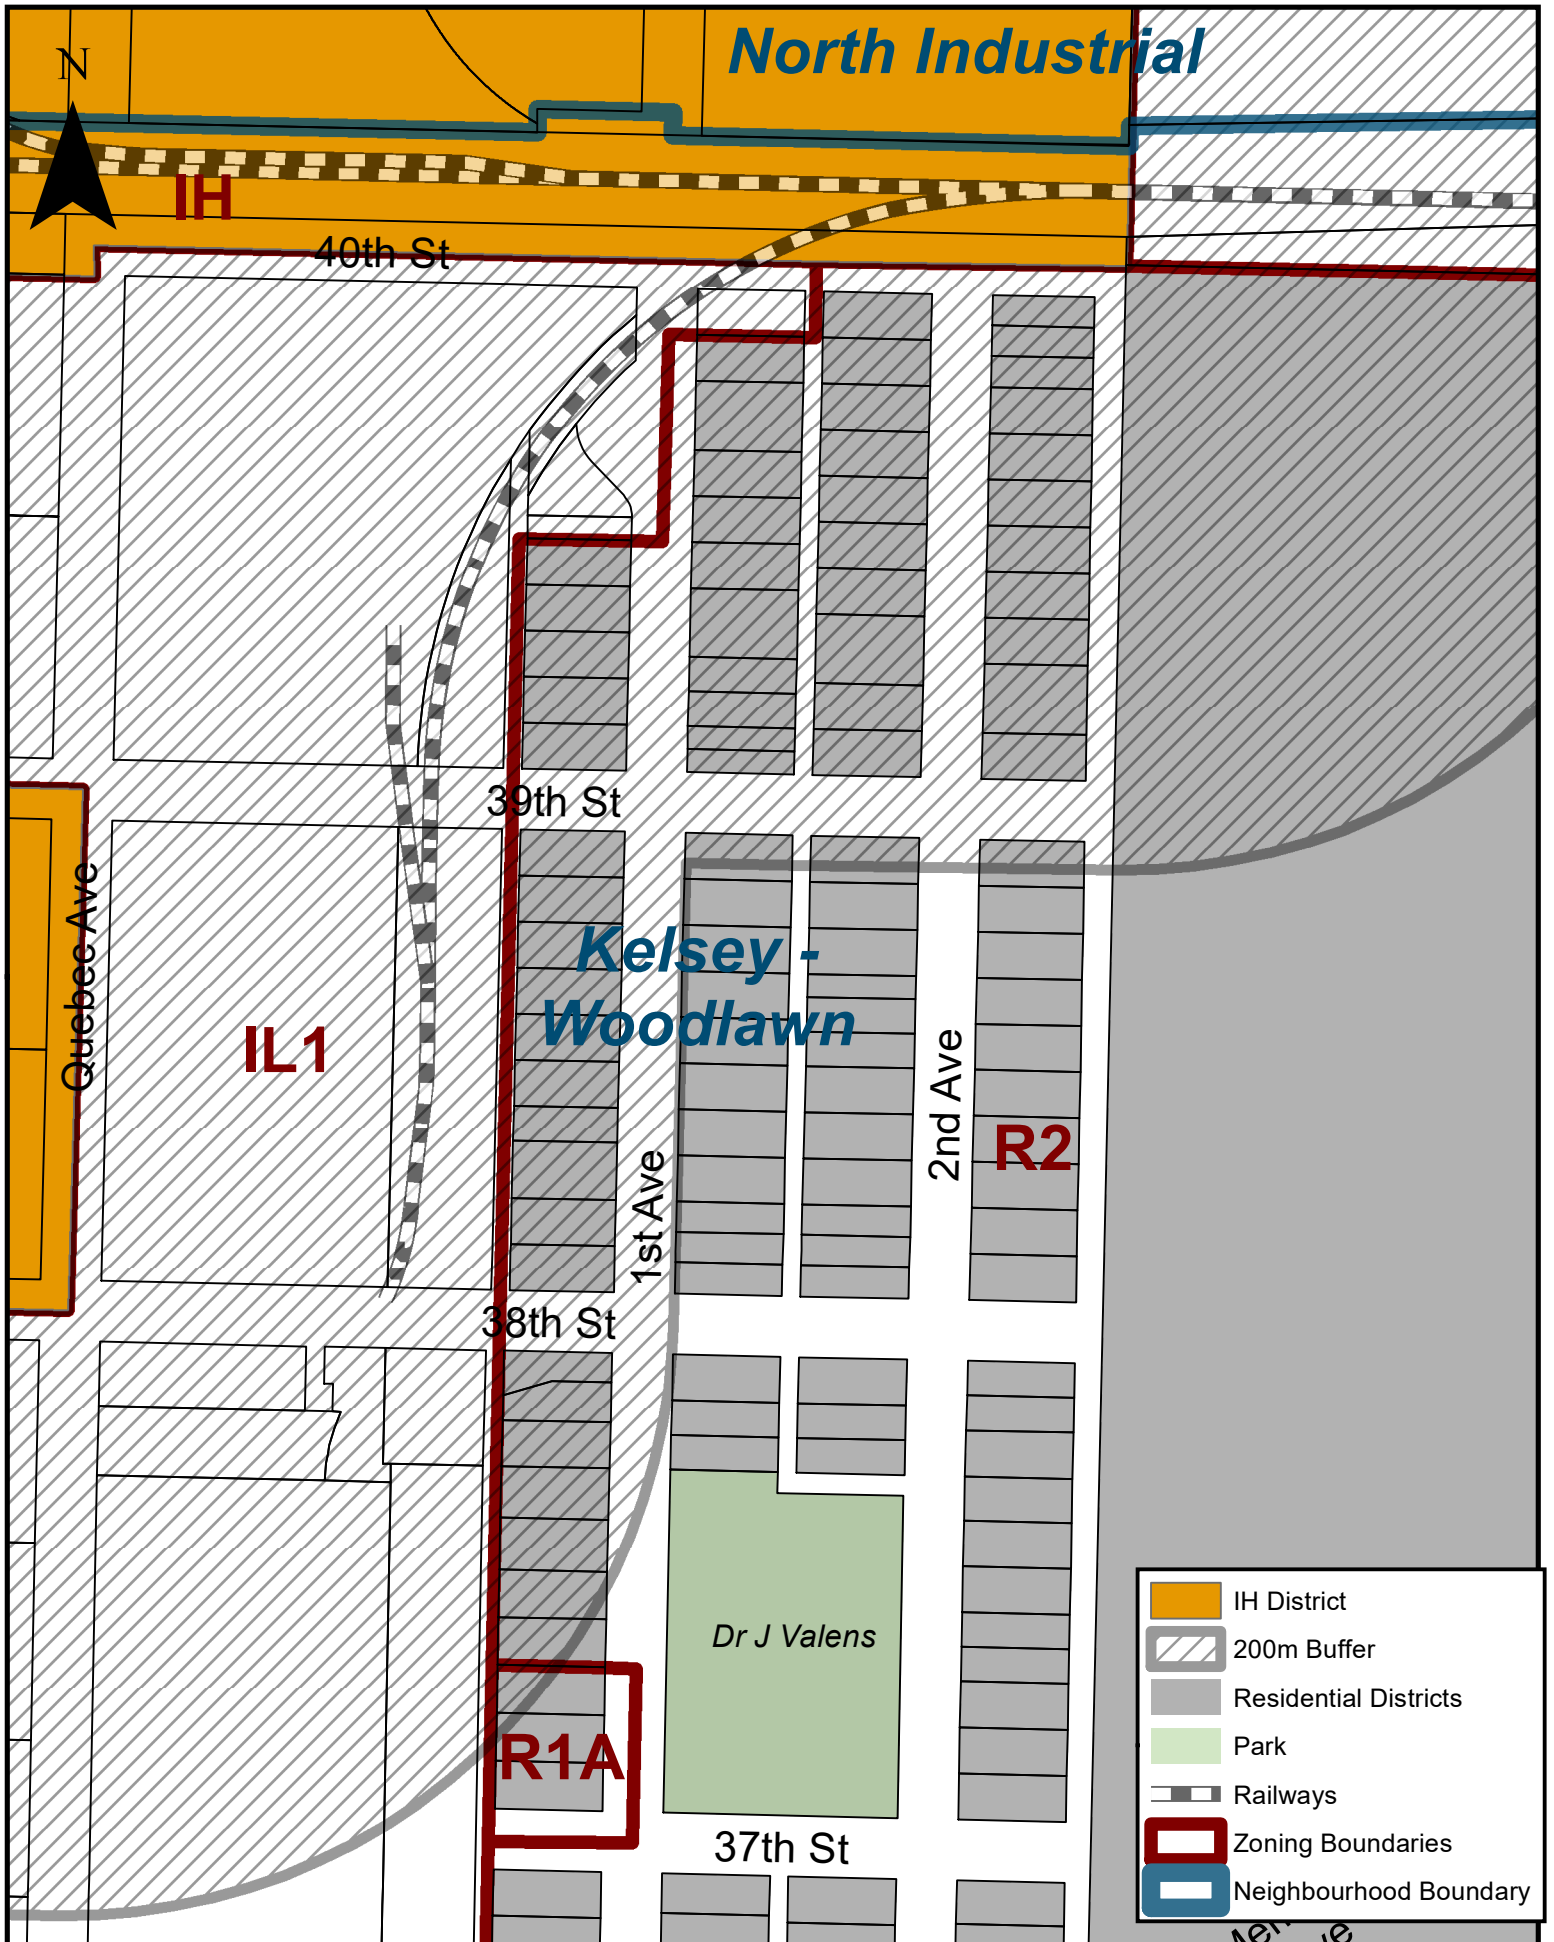 North Industrial
N
IH
40th St
39th St
Quebec Ave
Kelsey -
Woodlawn
IL1
2nd Ave
R2
1st Ave
38th St
Dr J Valens
R1A
37th St
IH District
200m Buffer
Residential Districts
Park
Railways
Zoning Boundaries
Neighbourhood Boundary